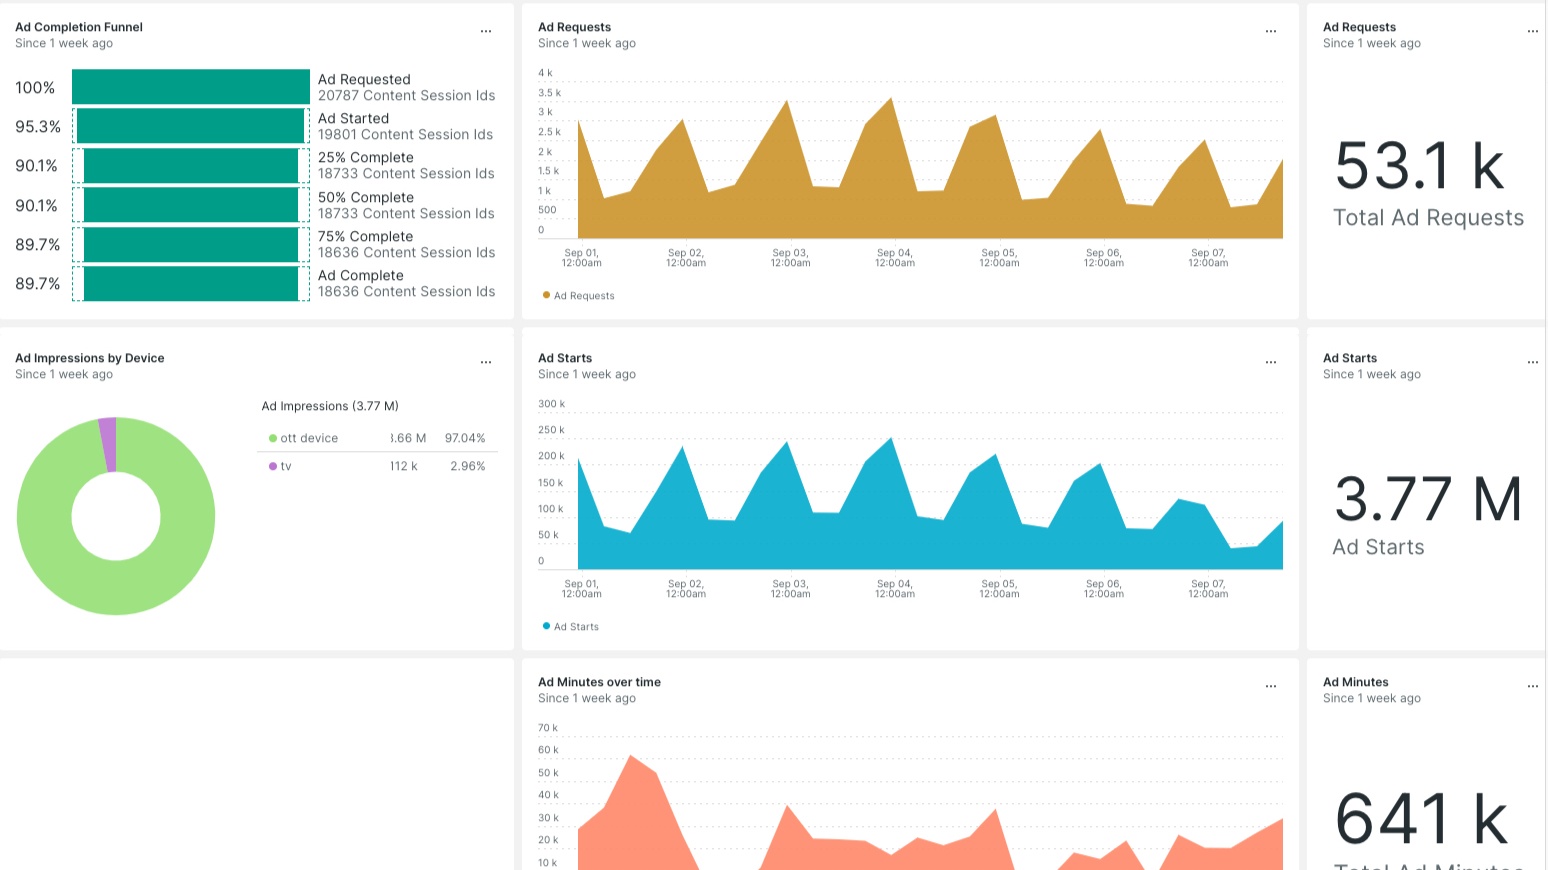 Ad Completion Funnel
Since 1 week ago
...
100%
Ad Requested
20787 Content Session Ids
95.3%
Ad Started
19801 Content Session Ids
90.1%
25% Complete
18733 Content Session Ids
90.1%
50% Complete
18733 Content Session Ids
89.7%
75% Complete
18636 Content Session Ids
89.7%
Ad Complete
18636 Content Session Ids
Ad Requests
Since 1 week ago
...
4 k
3.5 k
3 k
2.5 k
2 k
1.5 k
1 k
500
0
Sep 01, 12:00am
Sep 02, 12:00am
Sep 03, 12:00am
Sep 04, 12:00am
Sep 05, 12:00am
Sep 06, 12:00am
Sep 07, 12:00am
Ad Requests
Ad Requests
Since 1 week ago
...
53.1 k
Total Ad Requests
Ad Impressions by Device
Since 1 week ago
...
Ad Impressions (3.77 M)
ott device .66 M 97.04%
tv 112 k 2.96%
Ad Starts
Since 1 week ago
...
300 k
250 k
200 k
150 k
100 k
50 k
0
Sep 01, 12:00am
Sep 02, 12:00am
Sep 03, 12:00am
Sep 04, 12:00am
Sep 05, 12:00am
Sep 06, 12:00am
Sep 07, 12:00am
Ad Starts
Ad Starts
Since 1 week ago
...
3.77 M
Ad Starts
Ad Minutes over time
Since 1 week ago
...
70 k
60 k
50 k
40 k
30 k
20 k
10 k
Ad Minutes
Since 1 week ago
...
641 k
Total Ad Minutes